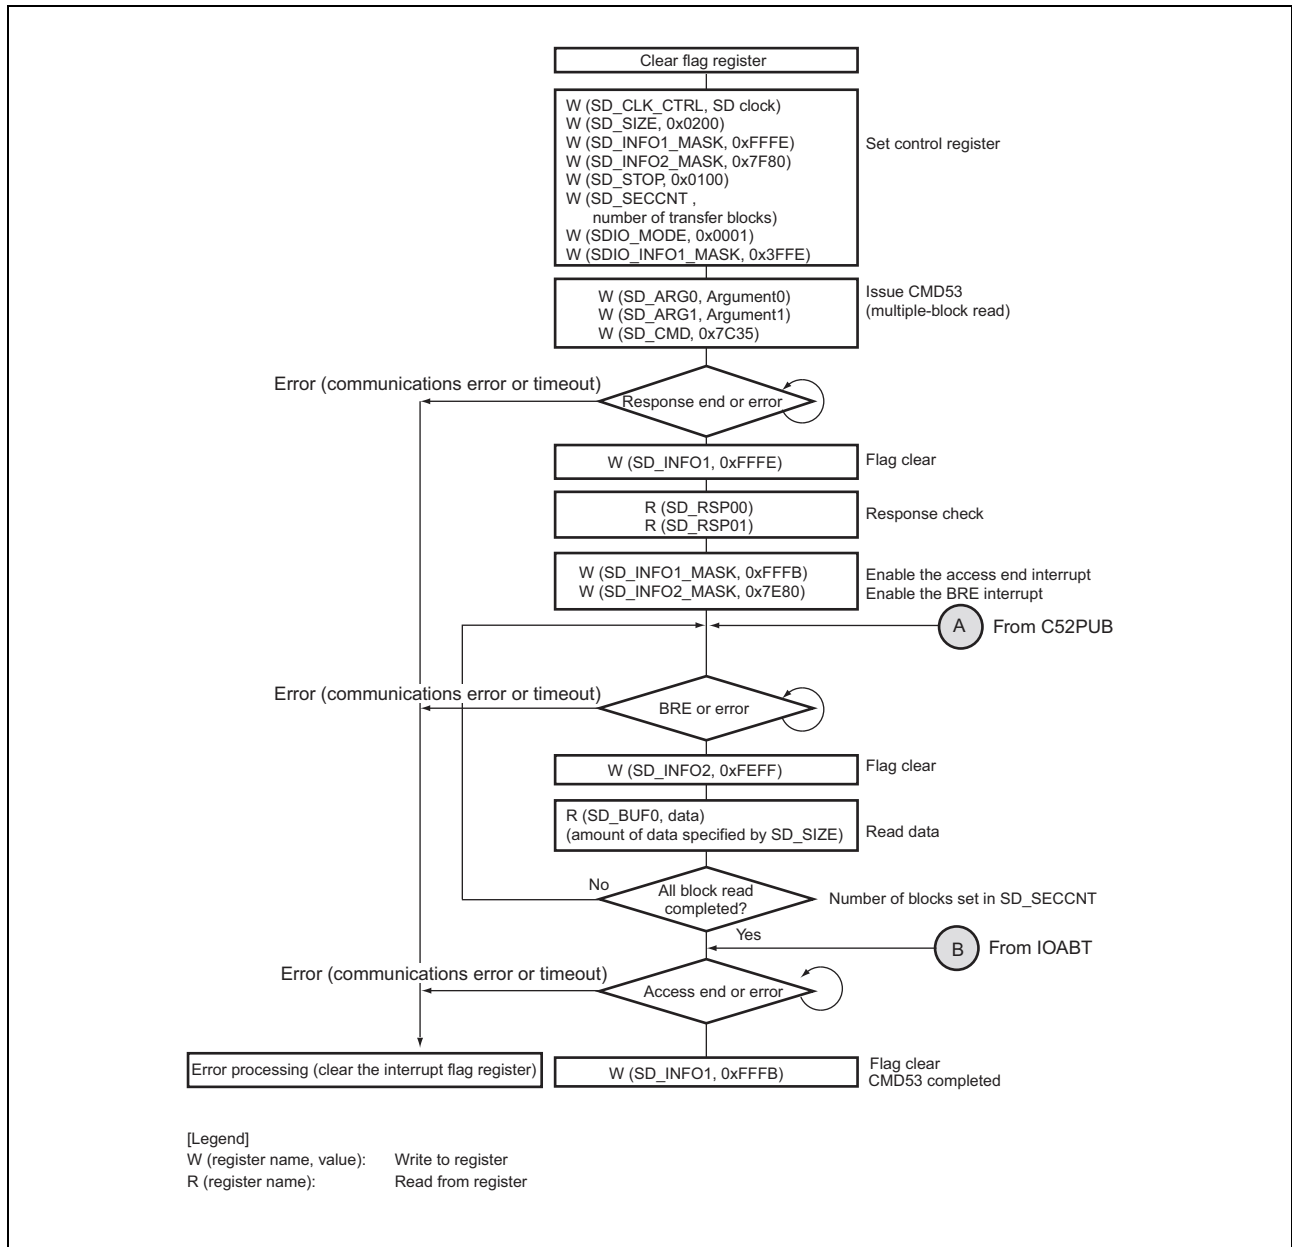 Clear flag register
W (SD_CLK_CTRL, SD clock)
W (SD_SIZE, 0x0200)
W (SD_INFO1_MASK, 0xFFFE)
W (SD_INFO2_MASK, 0x7F80)
W (SD_STOP, 0x0100)
W (SD_SECCNT ,
number of transfer blocks)
W (SDIO_MODE, 0x0001)
W (SDIO_INFO1_MASK, 0x3FFE)
Set control register
W (SD_ARG0, Argument0)
W (SD_ARG1, Argument1)
W (SD_CMD, 0x7C35)
Issue CMD53
(multiple-block read)
Error (communications error or timeout)
Response end or error
W (SD_INFO1, 0xFFFE)
Flag clear
R (SD_RSP00)
R (SD_RSP01)
Response check
W (SD_INFO1_MASK, 0xFFFB)
W (SD_INFO2_MASK, 0x7E80)
Enable the access end interrupt
Enable the BRE interrupt
A
From C52PUB
Error (communications error or timeout)
BRE or error
W (SD_INFO2, 0xFEFF)
Flag clear
R (SD_BUF0, data)
(amount of data specified by SD_SIZE)
Read data
No
All block read
completed?
Number of blocks set in SD_SECCNT
Yes
B
From IOABT
Error (communications error or timeout)
Access end or error
Error processing (clear the interrupt flag register)
W (SD_INFO1, 0xFFFB)
Flag clear
CMD53 completed
[Legend]
W (register name, value): Write to register
R (register name): Read from register